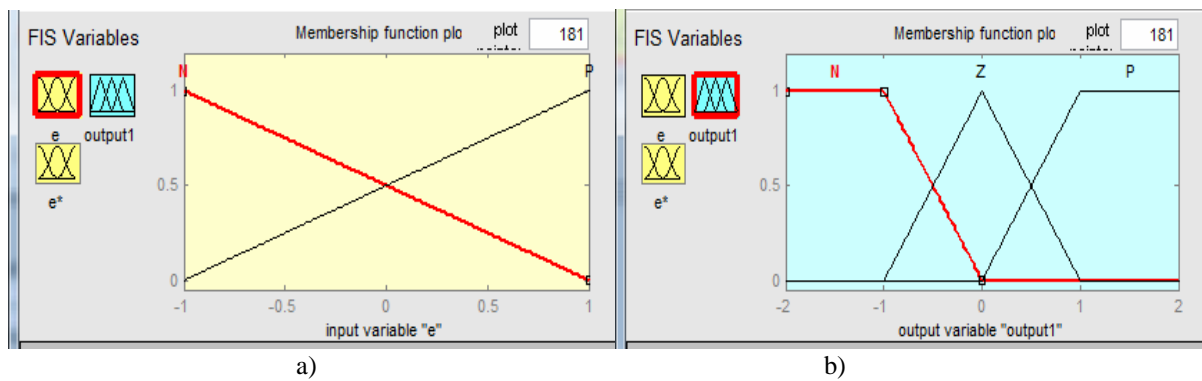 FIS Variables
Membership function plo
plot
181
e
output1
e*
N
P
1
0.5
0
-1
-0.5
0
0.5
1
input variable "e"
a)
FIS Variables
Membership function plo
plot
181
e
output1
e*
N
Z
P
1
0.5
0
-2
-1
0
1
2
output variable "output1"
b)